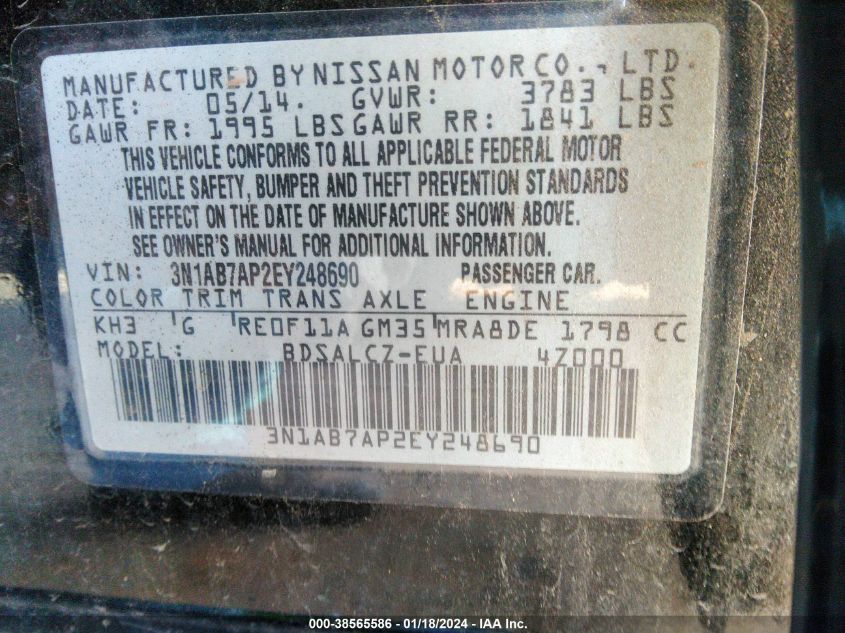 MANUFACTURED BY NISSAN MOTOR CO., LTD.
DATE: 05/14. GVWR: 3783 LBS
GAWR FR: 1995 LBS GAWR RR: 1841 LBS
THIS VEHICLE CONFORMS TO ALL APPLICABLE FEDERAL MOTOR
VEHICLE SAFETY, BUMPER AND THEFT PREVENTION STANDARDS
IN EFFECT ON THE DATE OF MANUFACTURE SHOWN ABOVE.
SEE OWNER'S MANUAL FOR ADDITIONAL INFORMATION.
VIN: 3N1AB7AP2EY248690 PASSENGER CAR.
COLOR TRIM TRANS AXLE ENGINE
KH3 G RE0F11A GM35 MRA8DE 1798 CC
MODEL: BDSALCZ-EUA 4Z000
3N1AB7AP2EY248690
000-38565586 - 01/18/2024 - IAA Inc.